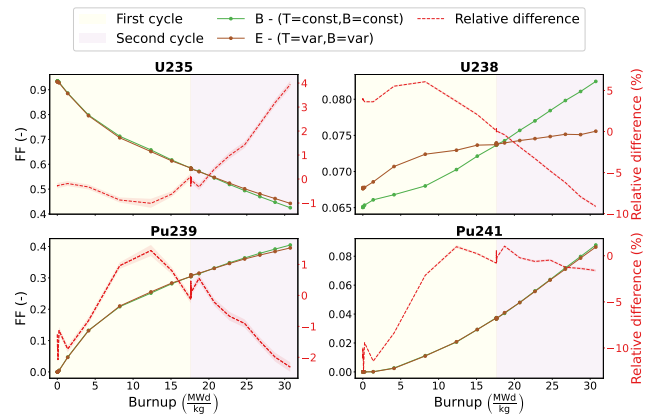 First cycle
Second cycle
B - (T=const,B=const)
E - (T=var,B=var)
Relative difference
U235
FF (-)
0.9
0.8
0.7
0.6
0.5
0.4
4
3
2
1
0
−1
U238
0.080
0.075
0.070
0.065
5
0
−5
−10
Relative difference (%)
Pu239
FF (-)
0.4
0.3
0.2
0.1
0.0
1
0
−1
−2
0 5 10 15 20 25 30
Burnup (MWd/kg)
Pu241
0.08
0.06
0.04
0.02
0.00
0
−5
−10
Relative difference (%)
0 5 10 15 20 25 30
Burnup (MWd/kg)